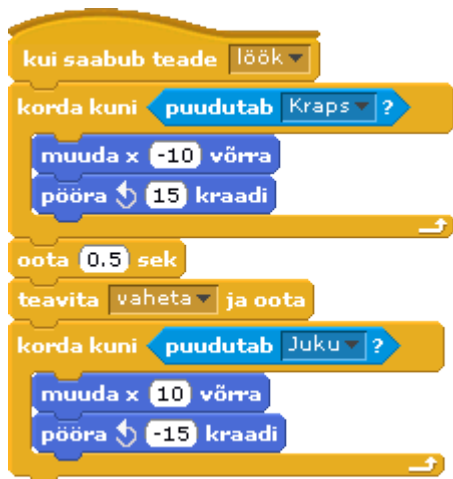 kui saabub teade löök
korda kuni puudutab Kraps ?
muuda x -10 võrra
pööra 15 kraadi
oota 0.5 sek
teavita vaheta ja oota
korda kuni puudutab Juku ?
muuda x 10 võrra
pööra -15 kraadi